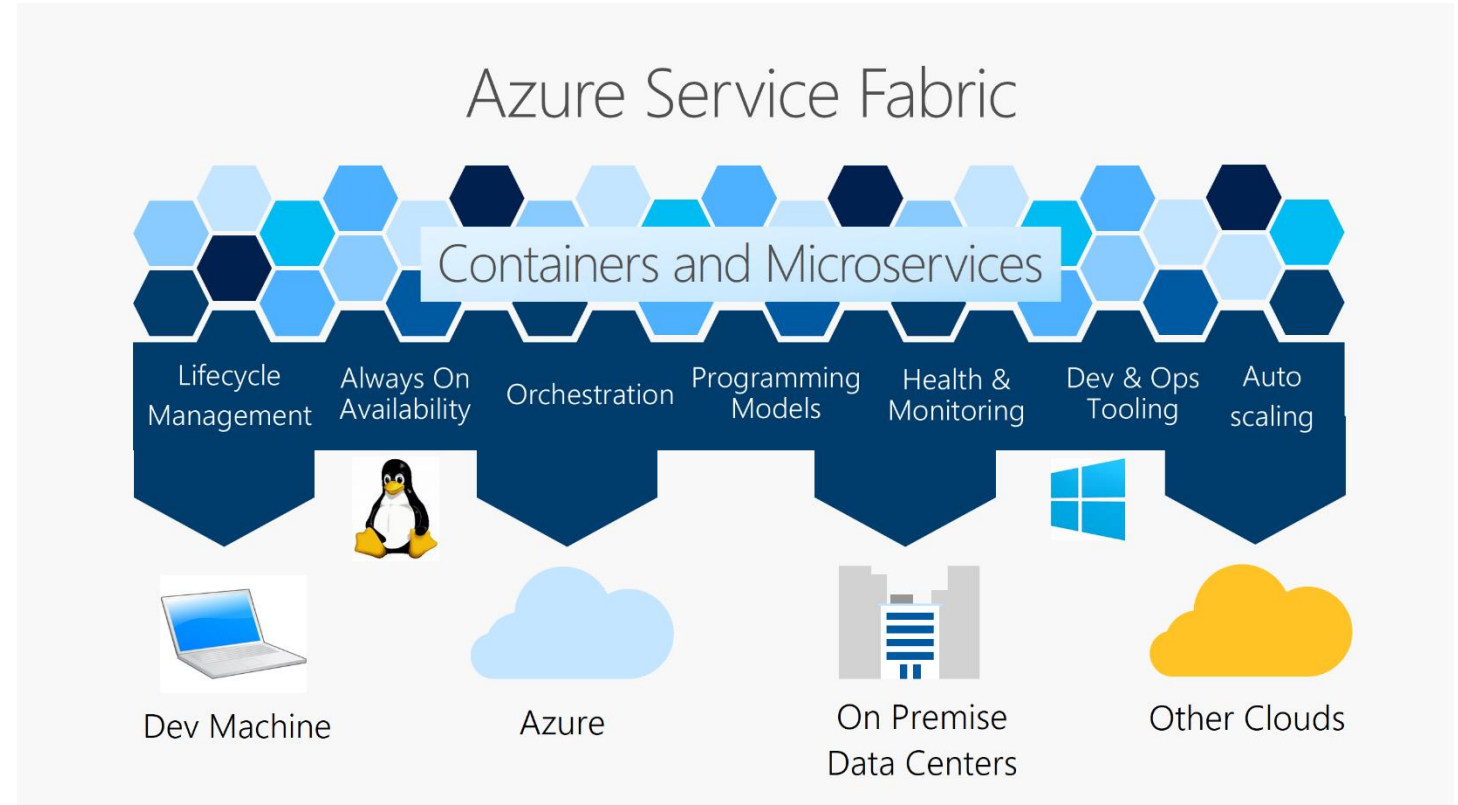 Azure Service Fabric
Containers and Microservices
Lifecycle
Management
Always On
Availability
Orchestration
Programming
Models
Health &
Monitoring
Dev & Ops
Tooling
Auto
scaling
Dev Machine
Azure
On Premise
Data Centers
Other Clouds